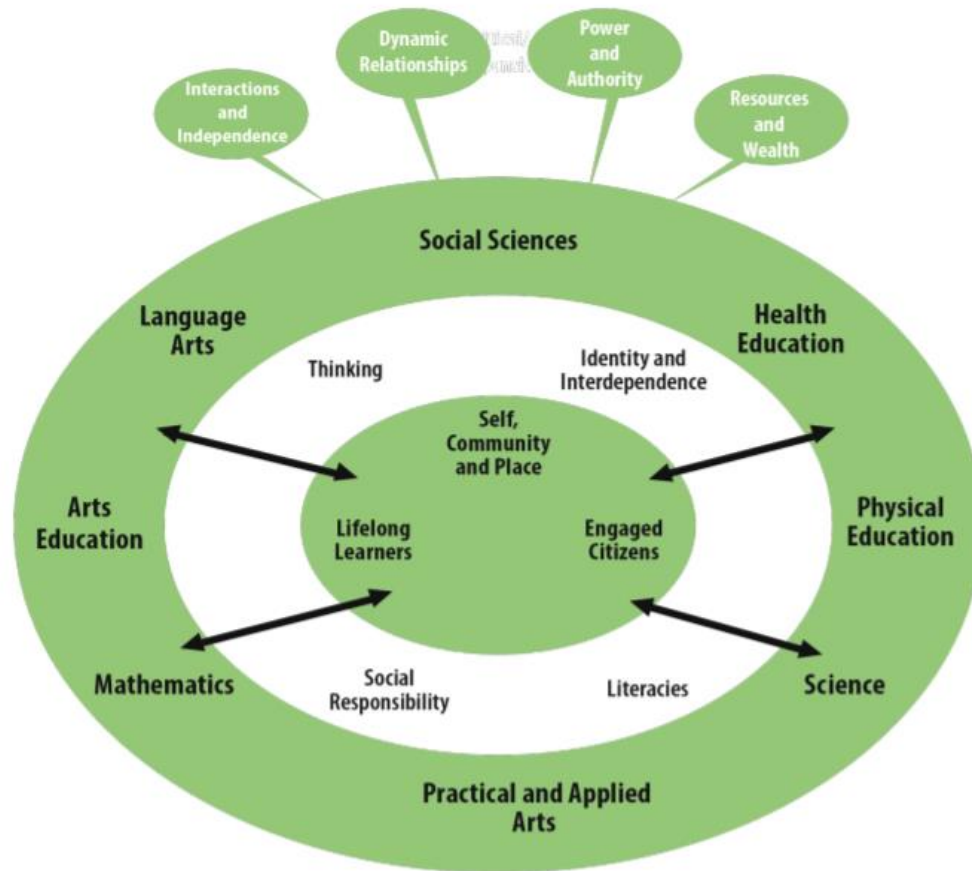 Dynamic
Relationships
Power
and
Authority
Interactions
and
Independence
Resources
and
Wealth
Social Sciences
Language
Arts
Health
Education
Thinking
Identity and
Interdependence
Self,
Community
and Place
Arts
Education
Lifelong
Learners
Engaged
Citizens
Physical
Education
Mathematics
Social
Responsibility
Literacies
Science
Practical and Applied
Arts